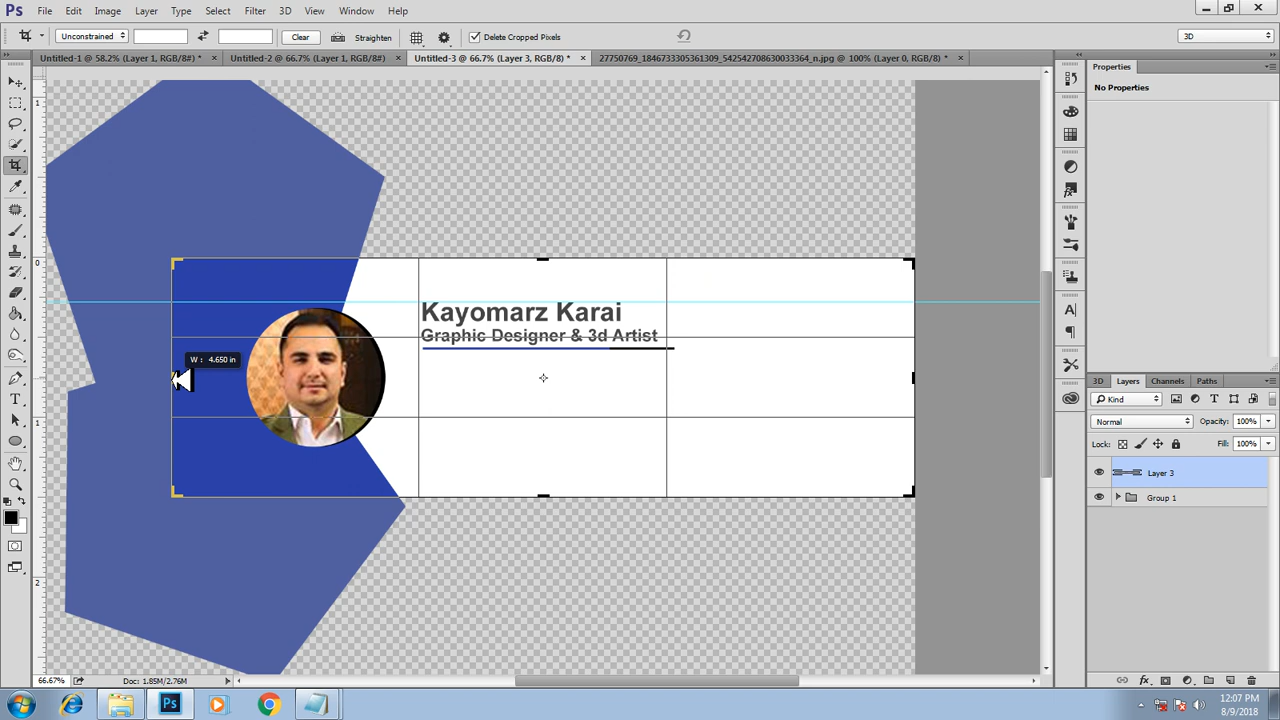 Ps File Edit Image Layer Type Select Filter 3D View Window Help
Unconstrained Clear Straighten Delete Cropped Pixels 3D
Untitled-1 @ 58.2% (Layer 1, RGB/8#) * × Untitled-2 @ 66.7% (Layer 1, RGB/8#) × Untitled-3 @ 66.7% (Layer 3, RGB/8) * × 27750769_1846733305361309_542542708630033364_n.jpg @ 100% (Layer 0, RGB/8) * ×
Properties
No Properties
1
0
1
2
Kayomarz Karai
Graphic Designer & 3d Artist
W : 4.650 in
3D Layers Channels Paths
Kind
Normal Opacity: 100%
Lock: Fill: 100%
Layer 3
Group 1
66.67% Doc: 1.85M/2.76M
12:07 PM
8/9/2018